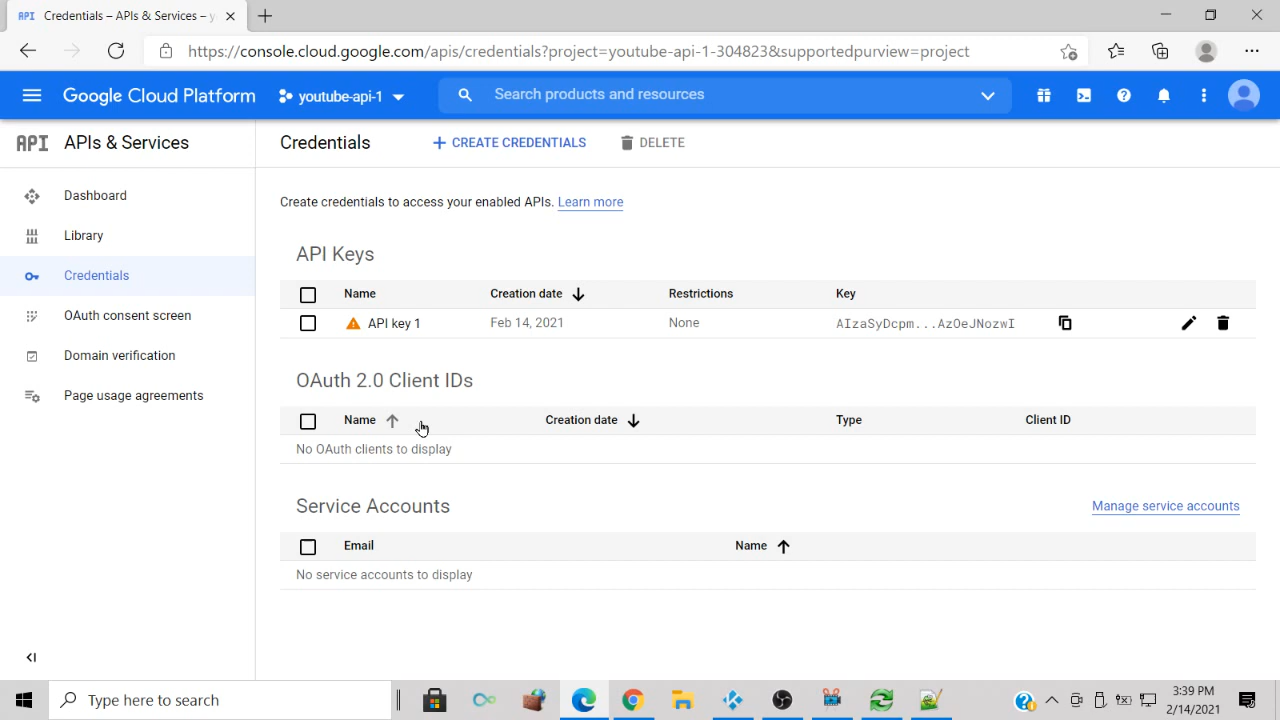 API Credentials – APIs & Services – y
https://console.cloud.google.com/apis/credentials?project=youtube-api-1-304823&supportedpurview=project
Google Cloud Platform youtube-api-1 Search products and resources
API APIs & Services
Credentials + CREATE CREDENTIALS DELETE
Dashboard
Library
Credentials
OAuth consent screen
Domain verification
Page usage agreements
Create credentials to access your enabled APIs. Learn more
API Keys
Name Creation date Restrictions Key
API key 1 Feb 14, 2021 None AIzaSyDcpm...AzOeJNozwI
OAuth 2.0 Client IDs
Name Creation date Type Client ID
No OAuth clients to display
Service Accounts Manage service accounts
Email Name
No service accounts to display
Type here to search
3:39 PM
2/14/2021